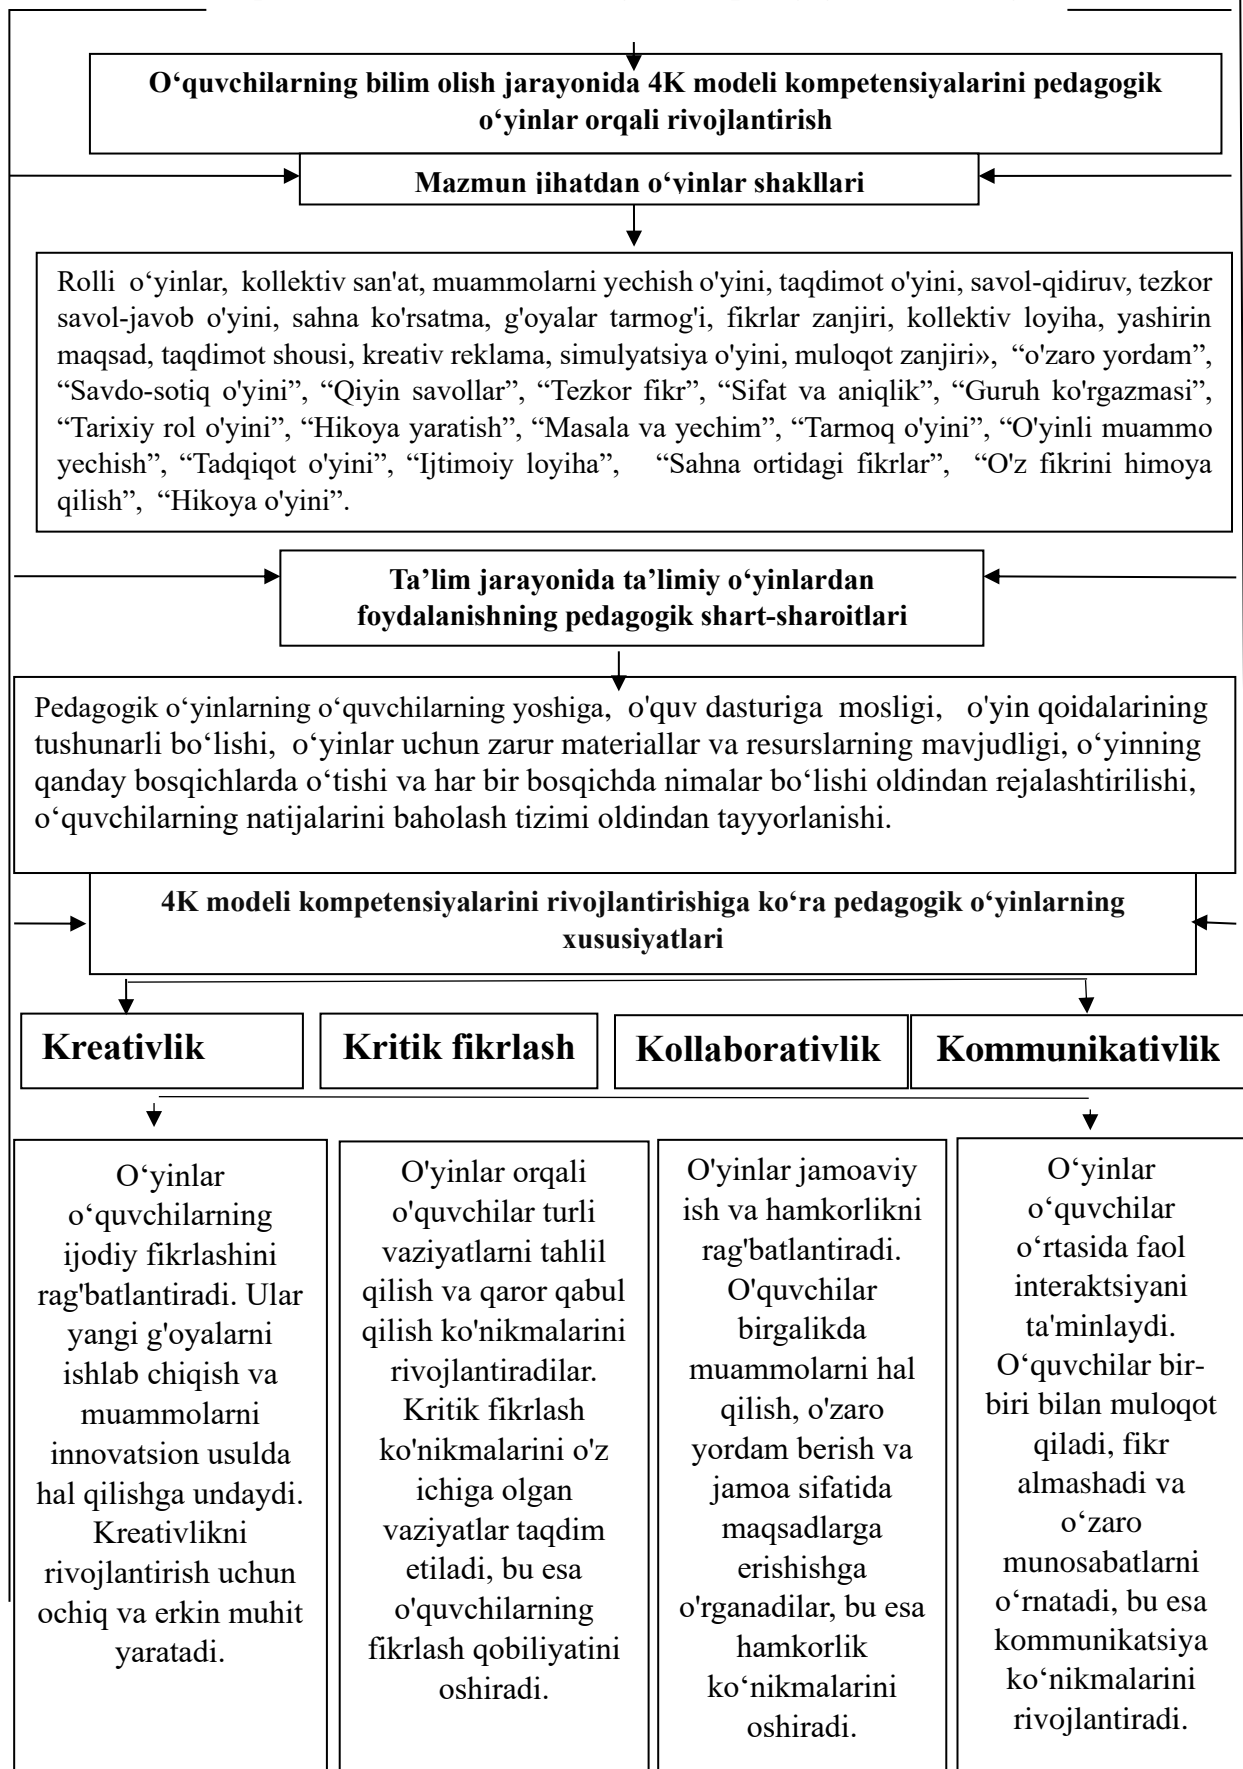 O‘quvchilarning bilim olish jarayonida 4K modeli kompetensiyalarini pedagogik
o‘yinlar orqali rivojlantirish
Mazmun jihatdan o‘yinlar shakllari
Rolli o‘yinlar, kollektiv san'at, muammolarni yechish o'yini, taqdimot o'yini, savol-qidiruv, tezkor
savol-javob o'yini, sahna ko'rsatma, g'oyalar tarmog'i, fikrlar zanjiri, kollektiv loyiha, yashirin
maqsad, taqdimot shousi, kreativ reklama, simulyatsiya o'yini, muloqot zanjiri», “o'zaro yordam”,
“Savdo-sotiq o'yini”, “Qiyin savollar”, “Tezkor fikr”, “Sifat va aniqlik”, “Guruh ko'rgazmasi”,
“Tarixiy rol o'yini”, “Hikoya yaratish”, “Masala va yechim”, “Tarmoq o'yini”, “O'yinli muammo
yechish”, “Tadqiqot o'yini”, “Ijtimoiy loyiha”, “Sahna ortidagi fikrlar”, “O'z fikrini himoya
qilish”, “Hikoya o'yini”.
Ta’lim jarayonida ta’limiy o‘yinlardan
foydalanishning pedagogik shart-sharoitlari
Pedagogik o‘yinlarning o‘quvchilarning yoshiga, o'quv dasturiga mosligi, o'yin qoidalarining
tushunarli bo‘lishi, o‘yinlar uchun zarur materiallar va resurslarning mavjudligi, o‘yinning
qanday bosqichlarda o‘tishi va har bir bosqichda nimalar bo‘lishi oldindan rejalashtirilishi,
o‘quvchilarning natijalarini baholash tizimi oldindan tayyorlanishi.
4K modeli kompetensiyalarini rivojlantirishiga ko‘ra pedagogik o‘yinlarning
xususiyatlari
Kreativlik
Kritik fikrlash
Kollaborativlik
Kommunikativlik
O‘yinlar
o‘quvchilarning
ijodiy fikrlashini
rag'batlantiradi. Ular
yangi g'oyalarni
ishlab chiqish va
muammolarni
innovatsion usulda
hal qilishga undaydi.
Kreativlikni
rivojlantirish uchun
ochiq va erkin muhit
yaratadi.
O'yinlar orqali
o'quvchilar turli
vaziyatlarni tahlil
qilish va qaror qabul
qilish ko'nikmalarini
rivojlantiradilar.
Kritik fikrlash
ko'nikmalarini o'z
ichiga olgan
vaziyatlar taqdim
etiladi, bu esa
o'quvchilarning
fikrlash qobiliyatini
oshiradi.
O'yinlar jamoaviy
ish va hamkorlikni
rag'batlantiradi.
O'quvchilar
birgalikda
muammolarni hal
qilish, o'zaro
yordam berish va
jamoa sifatida
maqsadlarga
erishishga
o'rganadilar, bu esa
hamkorlik
ko‘nikmalarini
oshiradi.
O‘yinlar
o‘quvchilar
o‘rtasida faol
interaktsiyani
ta'minlaydi.
O‘quvchilar bir-
biri bilan muloqot
qiladi, fikr
almashadi va
o‘zaro
munosabatlarni
o‘rnatadi, bu esa
kommunikatsiya
ko‘nikmalarini
rivojlantiradi.